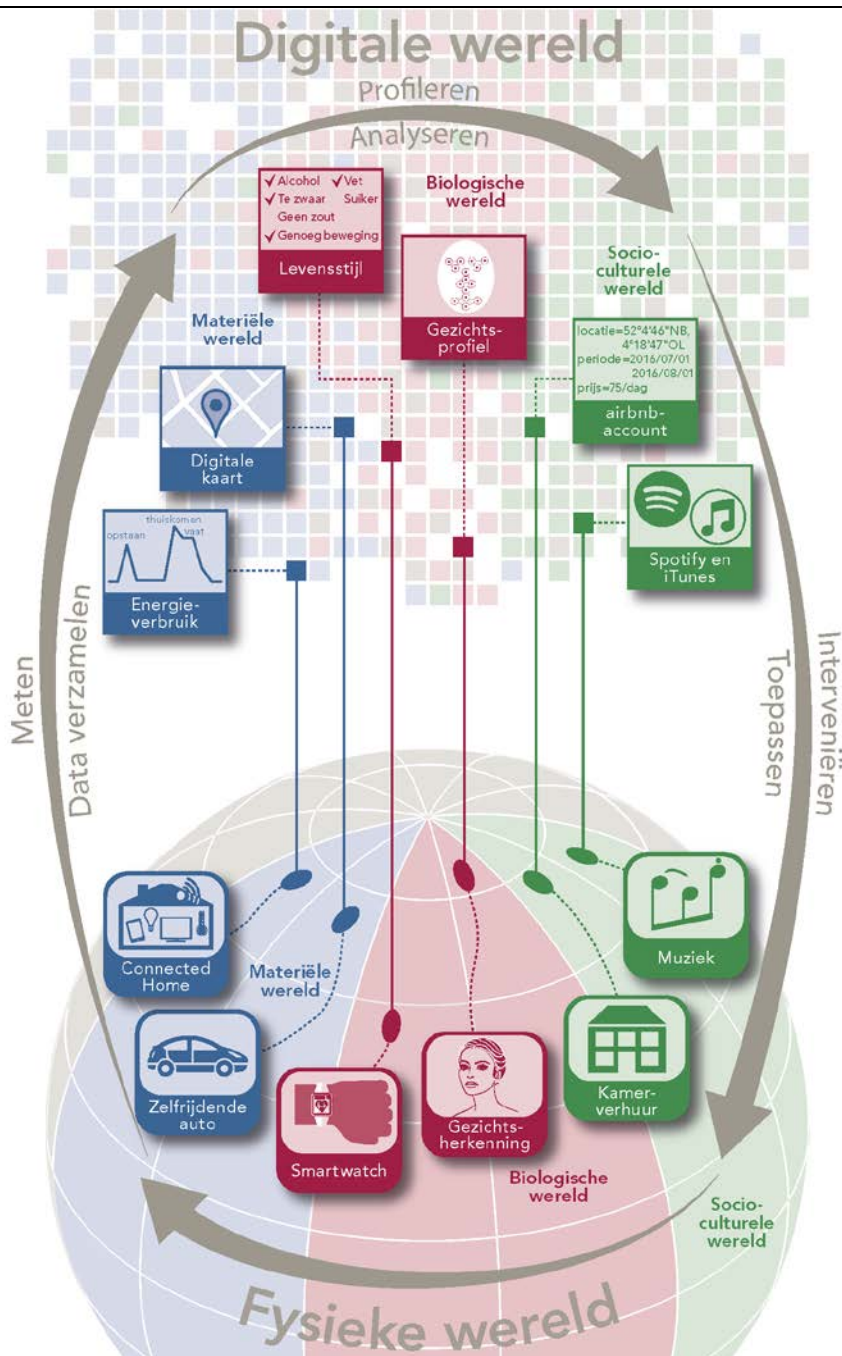 Digitale wereld
Profileren
Analyseren
✓ Alcohol ✓ Vet
✓ Te zwaar Suiker
Geen zout
✓ Genoeg beweging
Levensstijl
Biologische
wereld
Gezichts-
profiel
Socio-
culturele
wereld
locatie=52°4'46"NB,
4°18'47"OL
periode=2016/07/01
2016/08/01
prijs=75/dag
airbnb-
account
Materiële
wereld
Digitale
kaart
opstaan
thuiskomen
vaat
Energie-
verbruik
Spotify en
iTunes
Meten
Data verzamelen
Toepassen
Interveniëren
Connected
Home
Materiële
wereld
Zelfrijdende
auto
Smartwatch
Gezichts-
herkenning
Biologische
wereld
Muziek
Kamer-
verhuur
Socio-
culturele
wereld
Fysieke wereld